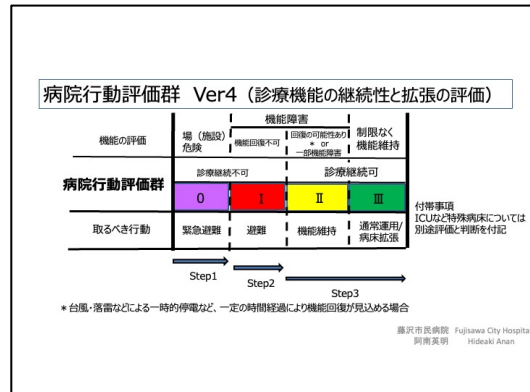 病院行動評価群 Ver4（診療機能の継続性と拡張の評価）
機能障害
機能の評価
場（施設）
危険
機能回復不可
回復の可能性あり
* or
一部機能障害
制限なく
機能維持
病院行動評価群
診療継続不可
診療継続可
0
Ⅰ
Ⅱ
Ⅲ
取るべき行動
緊急避難
避難
機能維持
通常運用/
病床拡張
付帯事項
ICUなど特殊病床については
別途評価と判断を付記
Step1
Step2
Step3
＊台風・落雷などによる一時的停電など、一定の時間経過により機能回復が見込める場合
藤沢市民病院 Fujisawa City Hospital
阿南英明 Hideaki Anan